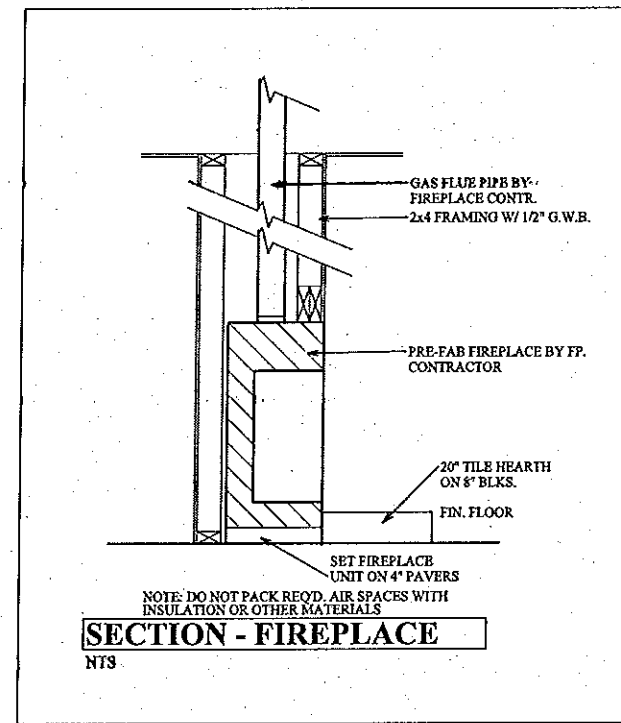 GAS FLUE PIPE BY
FIREPLACE CONTR.
2x4 FRAMING W/ 1/2" G.W.B.
PRE-FAB FIREPLACE BY FP.
CONTRACTOR
20" TILE HEARTH
ON 8" BLKS.
FIN. FLOOR
SET FIREPLACE
UNIT ON 4" PAVERS
NOTE: DO NOT PACK REQ'D. AIR SPACES WITH
INSULATION OR OTHER MATERIALS
SECTION - FIREPLACE
NTS